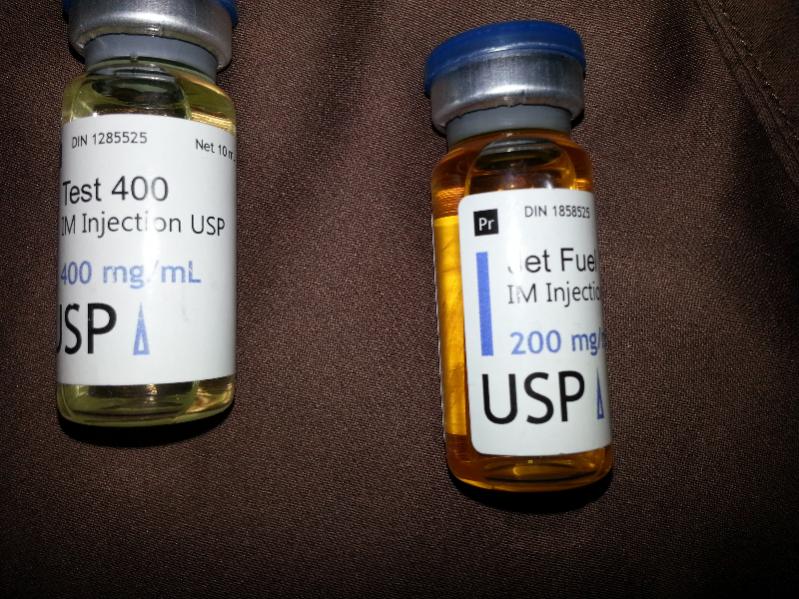 DIN 1285525
Net 10 m
Test 400
IM Injection USP
400 mg/mL
USP
Pr
DIN 1858525
Jet Fuel
IM Injectio
200 mg/
USP